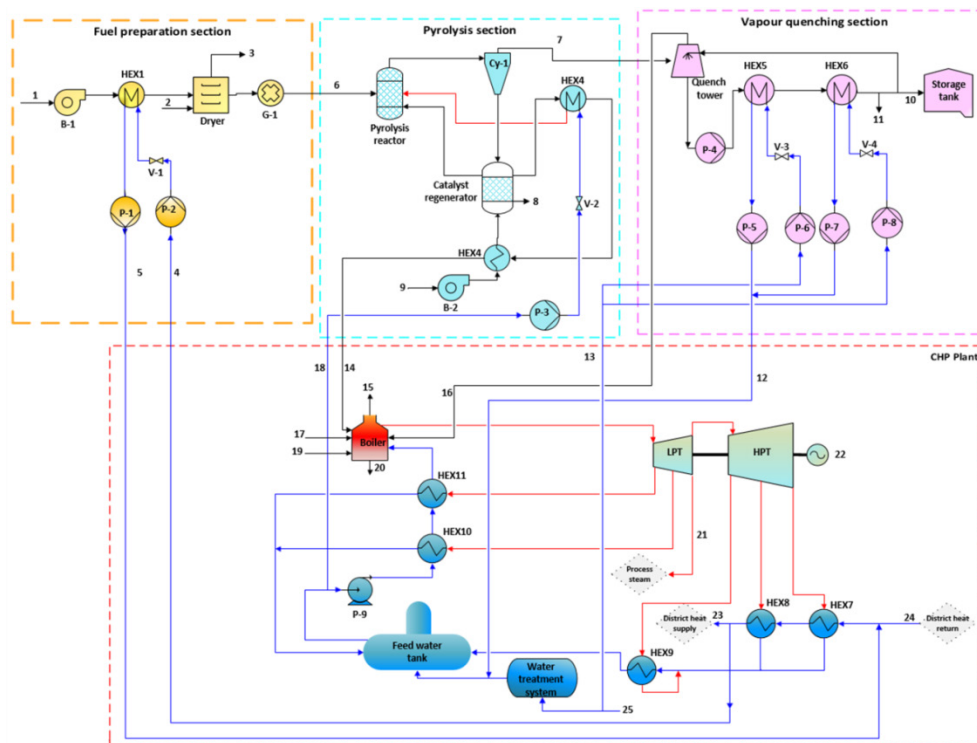 Fuel preparation section
Pyrolysis section
Vapour quenching section
1
B-1
HEX1
2
3
Dryer
G-1
V-1
P-1
P-2
5
4
6
Pyrolysis
reactor
Cy-1
7
HEX4
Catalyst
regenerator
8
V-2
HEX4
9
B-2
P-3
Quench
tower
HEX5
HEX6
10
11
Storage
tank
P-4
V-3
V-4
P-5
P-6
P-7
P-8
CHP Plant
18
14
15
16
13
12
17
19
Boiler
20
LPT
HPT
22
HEX11
HEX10
21
Process
steam
P-9
Feed water
tank
Water
treatment
system
District heat
supply
23
HEX8
HEX7
24
District heat
return
HEX9
25